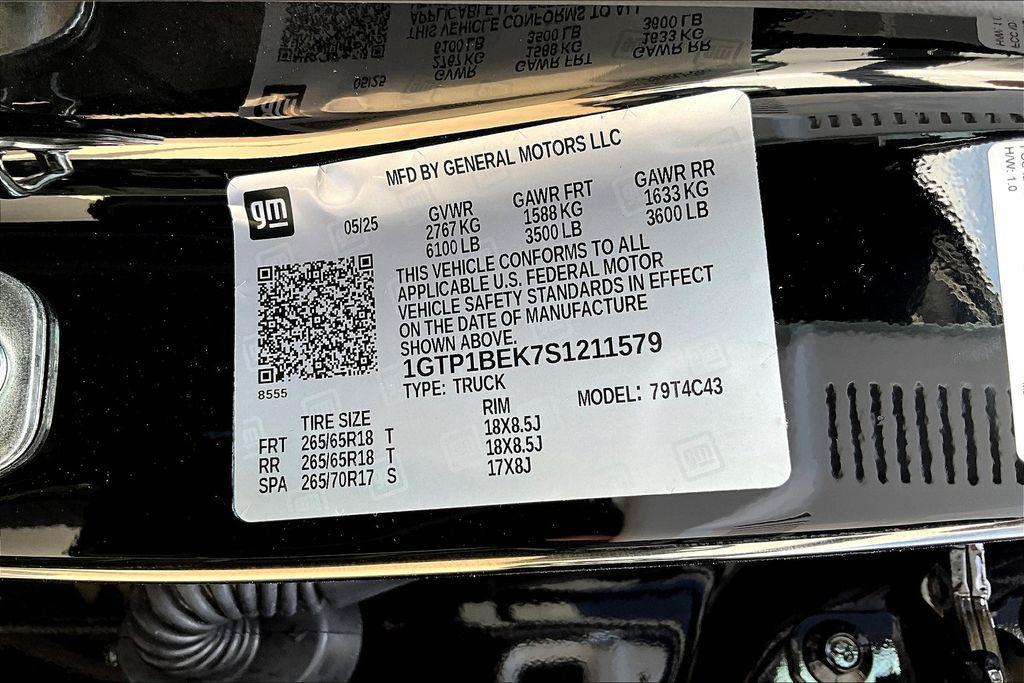 MFD BY GENERAL MOTORS LLC
gm
05/25
GVWR GAWR FRT GAWR RR
2767 KG 1588 KG 1633 KG
6100 LB 3500 LB 3600 LB
THIS VEHICLE CONFORMS TO ALL
APPLICABLE U.S. FEDERAL MOTOR
VEHICLE SAFETY STANDARDS IN EFFECT
ON THE DATE OF MANUFACTURE
SHOWN ABOVE.
1GTP1BEK7S1211579
8555
TYPE: TRUCK MODEL: 79T4C43
TIRE SIZE RIM
FRT 265/65R18 T 18X8.5J
RR 265/65R18 T 18X8.5J
SPA 265/70R17 S 17X8J
H/W: 1.0